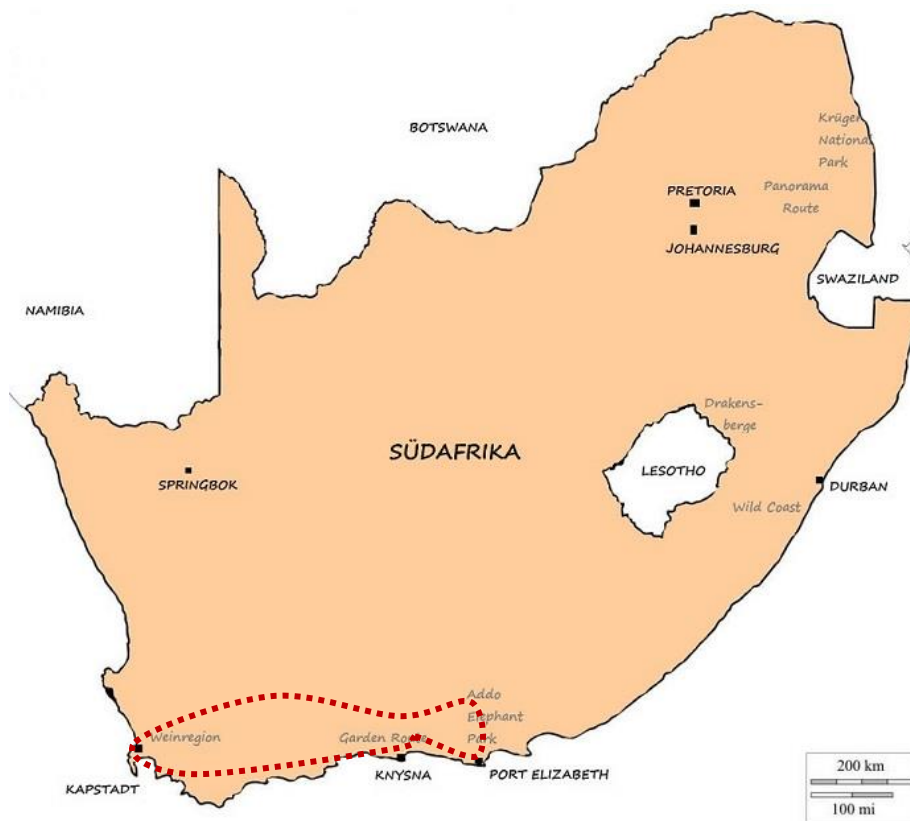 BOTSWANA
Krüger
National
Park
PRETORIA
Panorama
Route
JOHANNESBURG
SWAZILAND
NAMIBIA
Drakens-
berge
SÜDAFRIKA
LESOTHO
SPRINGBOK
DURBAN
Wild Coast
Addo
Elephant
Park
Weinregion
Garden Route
KAPSTADT
KNYSNA
PORT ELIZABETH
200 km
100 mi